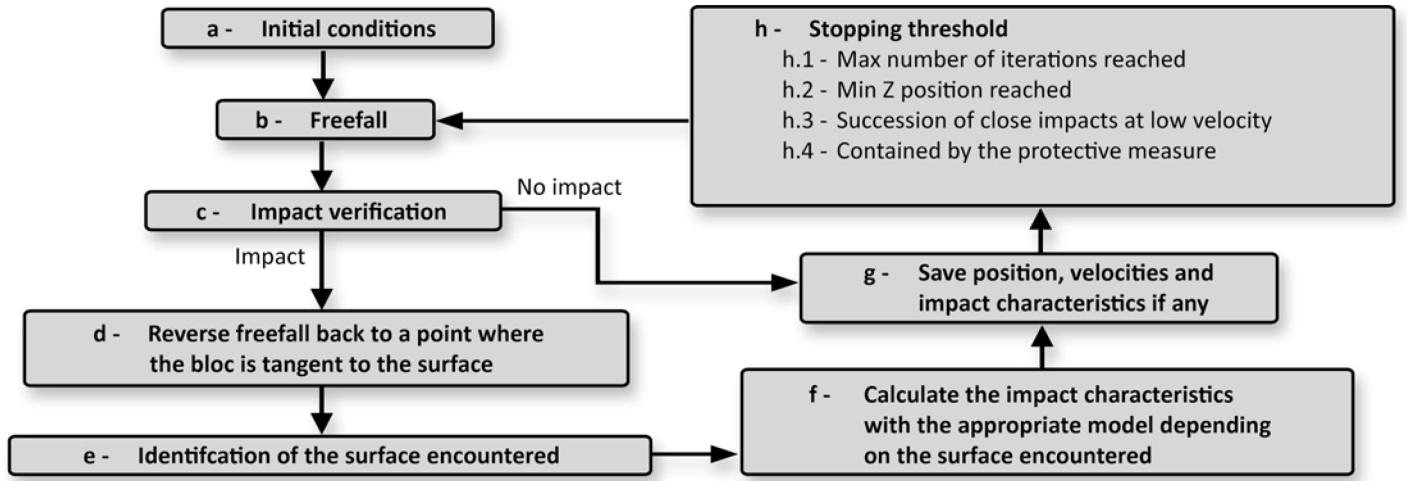 a - Initial conditions
b - Freefall
c - Impact verification
No impact
Impact
d - Reverse freefall back to a point where
the bloc is tangent to the surface
e - Identifcation of the surface encountered
f - Calculate the impact characteristics
with the appropriate model depending
on the surface encountered
g - Save position, velocities and
impact characteristics if any
h - Stopping threshold
h.1 - Max number of iterations reached
h.2 - Min Z position reached
h.3 - Succession of close impacts at low velocity
h.4 - Contained by the protective measure